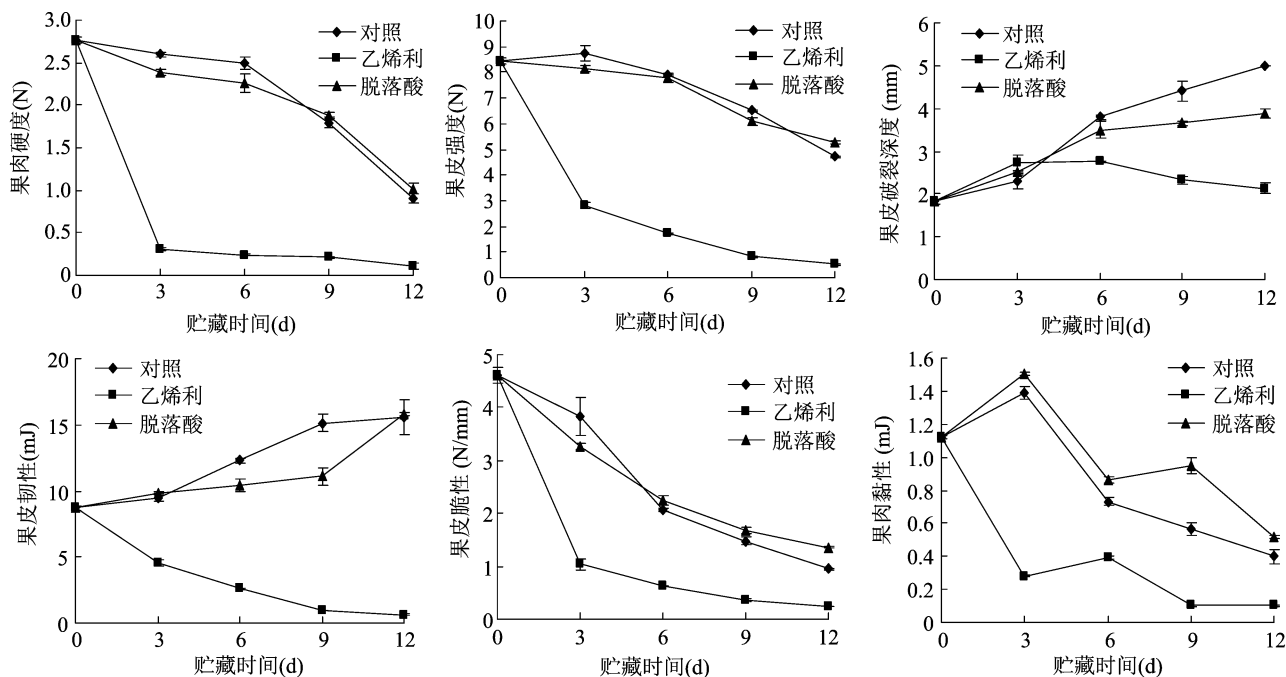 果肉硬度(N)
3.0
2.5
2.0
1.5
1.0
0.5
0
对照
乙烯利
脱落酸
0 3 6 9 12
贮藏时间(d)
果皮强度(N)
10
9
8
7
6
5
4
3
2
1
0
对照
乙烯利
脱落酸
0 3 6 9 12
贮藏时间(d)
果皮破裂深度 (mm)
6
5
4
3
2
1
0
对照
乙烯利
脱落酸
0 3 6 9 12
贮藏时间(d)
果皮韧性(mJ)
20
15
10
5
0
对照
乙烯利
脱落酸
0 3 6 9 12
贮藏时间(d)
果皮脆性 (N/mm)
5
4
3
2
1
0
对照
乙烯利
脱落酸
0 3 6 9 12
贮藏时间(d)
果肉黏性 (mJ)
1.6
1.4
1.2
1.0
0.8
0.6
0.4
0.2
0
对照
乙烯利
脱落酸
0 3 6 9 12
贮藏时间(d)